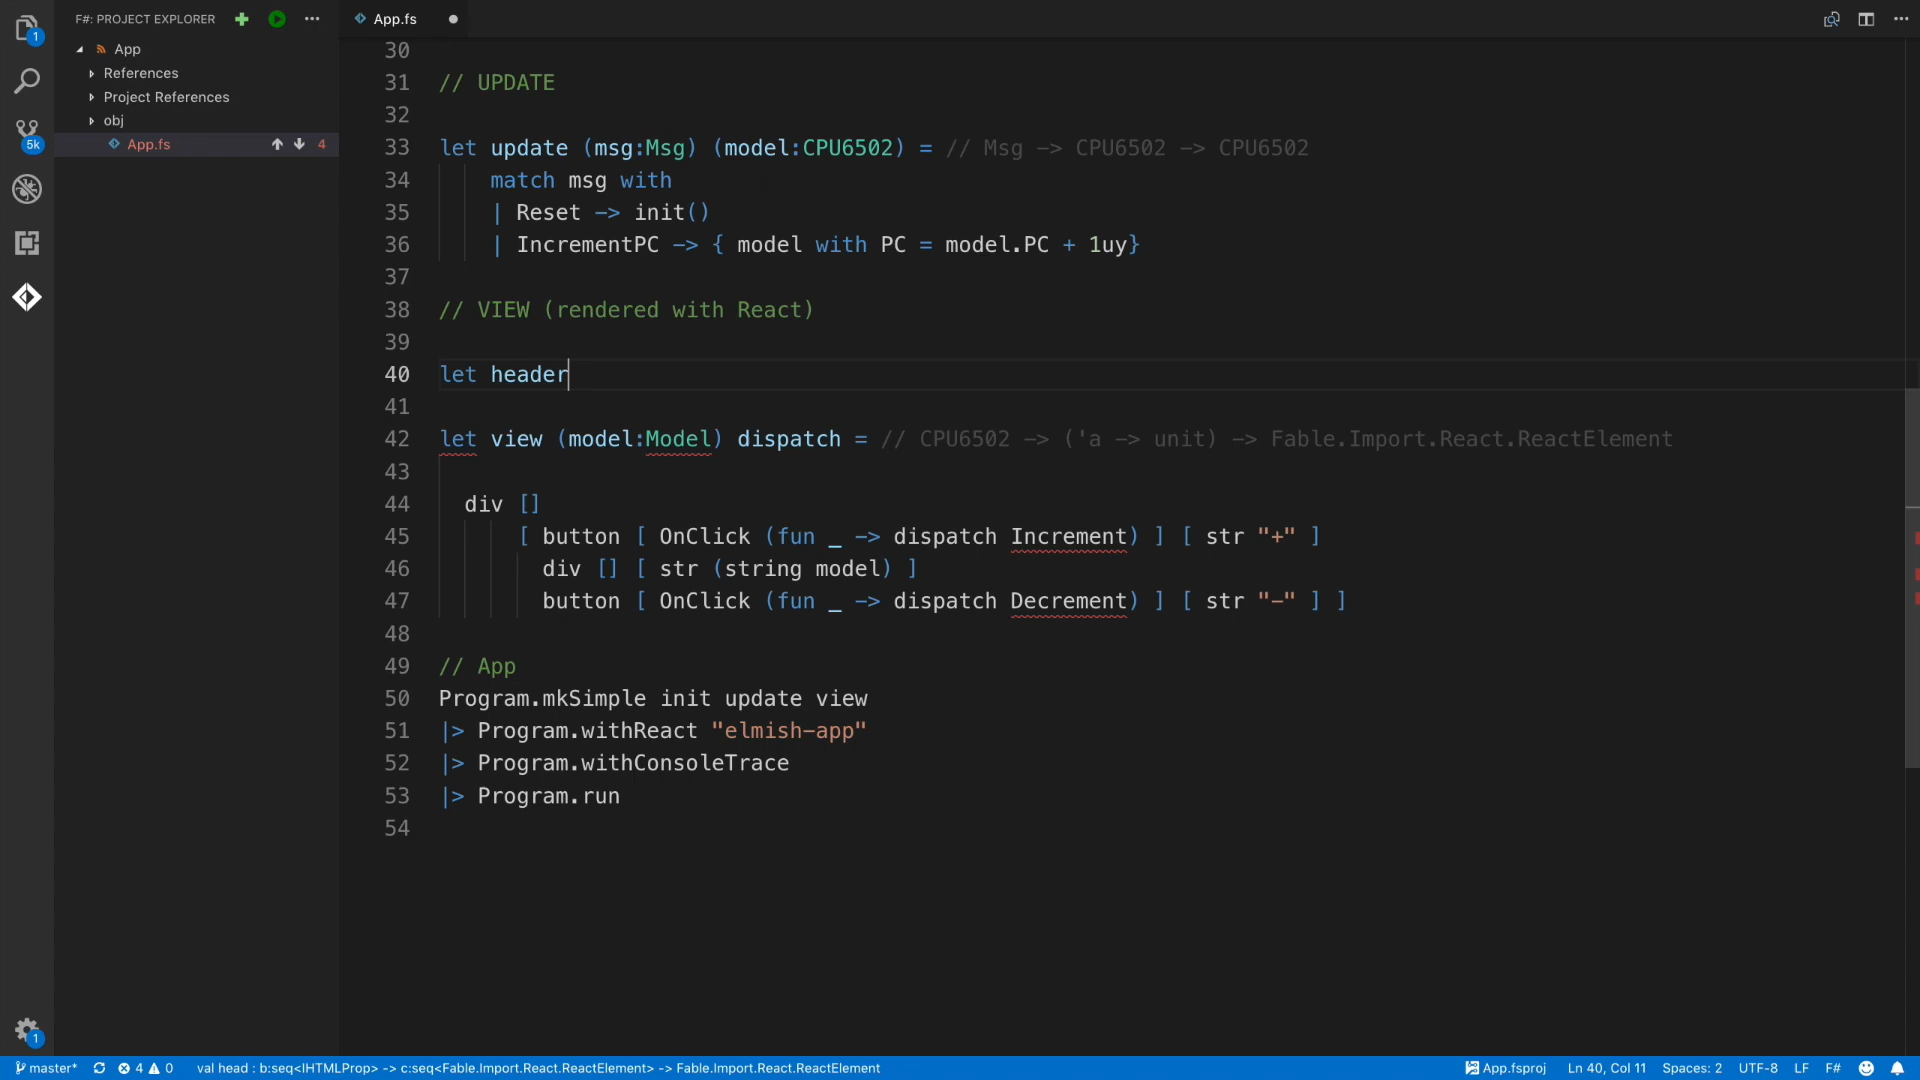 F#: PROJECT EXPLORER
App
References
Project References
obj
App.fs 4
1
5k
1
App.fs
30
31 // UPDATE
32
33 let update (msg:Msg) (model:CPU6502) = // Msg -> CPU6502 -> CPU6502
34 match msg with
35 | Reset -> init()
36 | IncrementPC -> { model with PC = model.PC + 1uy}
37
38 // VIEW (rendered with React)
39
40 let header
41
42 let view (model:Model) dispatch = // CPU6502 -> ('a -> unit) -> Fable.Import.React.ReactElement
43
44 div []
45 [ button [ OnClick (fun _ -> dispatch Increment) ] [ str "+" ]
46 div [] [ str (string model) ]
47 button [ OnClick (fun _ -> dispatch Decrement) ] [ str "-" ] ]
48
49 // App
50 Program.mkSimple init update view
51 |> Program.withReact "elmish-app"
52 |> Program.withConsoleTrace
53 |> Program.run
54
master* 4 0 val head : b:seq<IHTMLProp> -> c:seq<Fable.Import.React.ReactElement> -> Fable.Import.React.ReactElement App.fsproj Ln 40, Col 11 Spaces: 2 UTF-8 LF F#